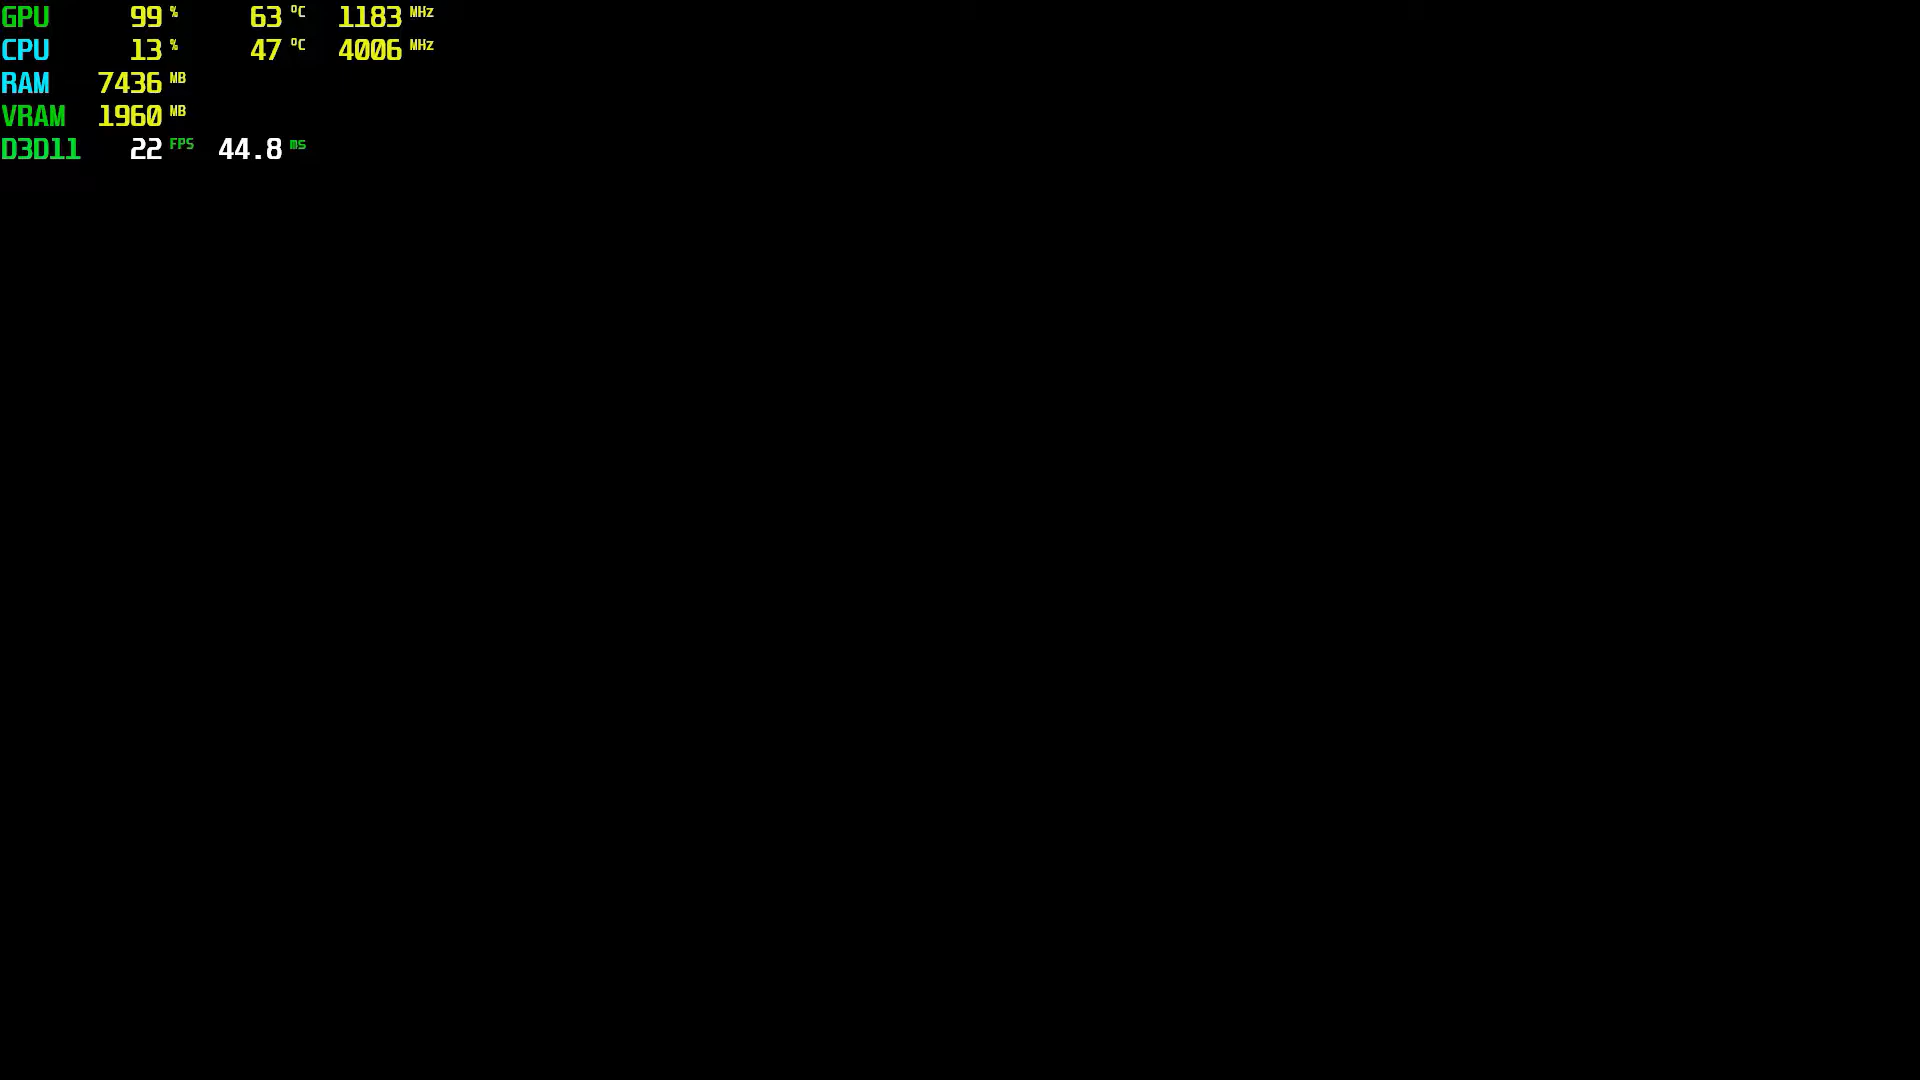 GPU 99 % 63 °C 1183 MHz
CPU 13 % 47 °C 4006 MHz
RAM 7436 MB
VRAM 1960 MB
D3D11 22 FPS 44.8 ms